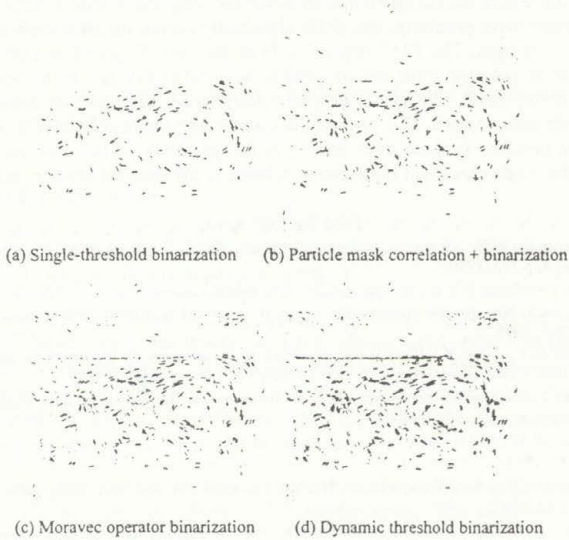 (a) Single-threshold binarization
(b) Particle mask correlation + binarization
(c) Moravec operator binarization
(d) Dynamic threshold binarization